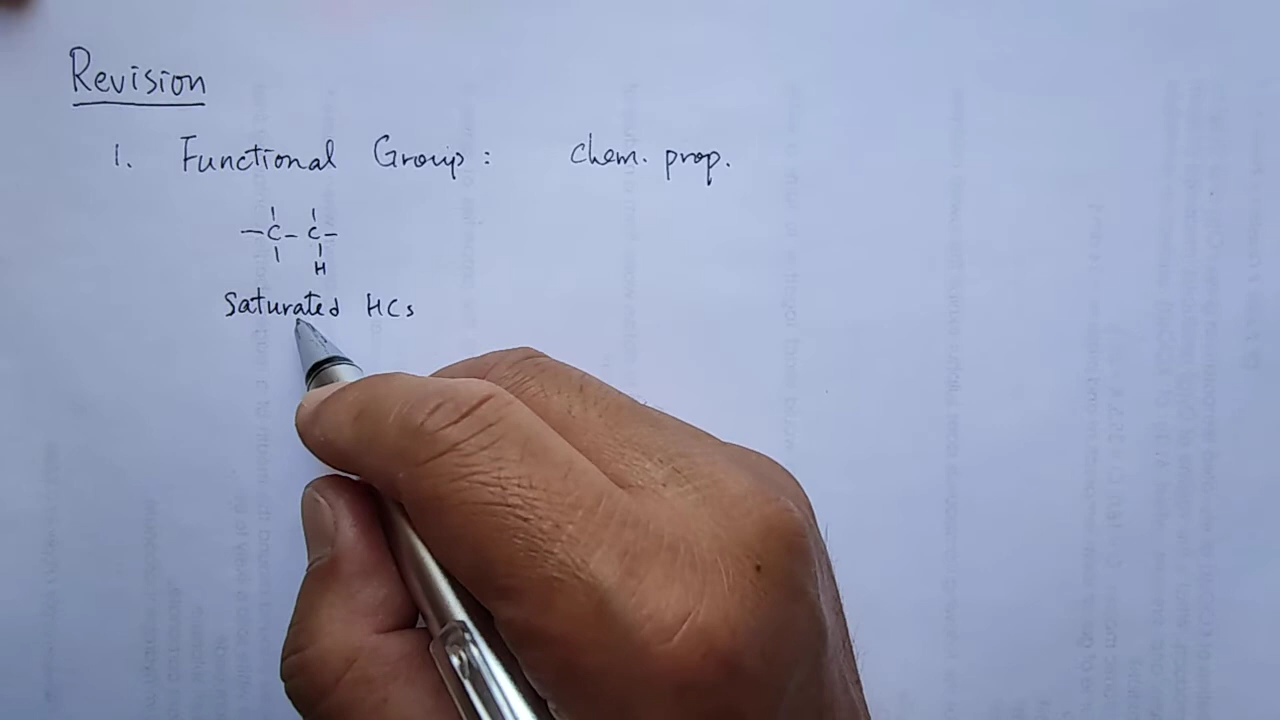 Revision
1. Functional Group: chem. prop.
– C – C –
H
Saturated HCs